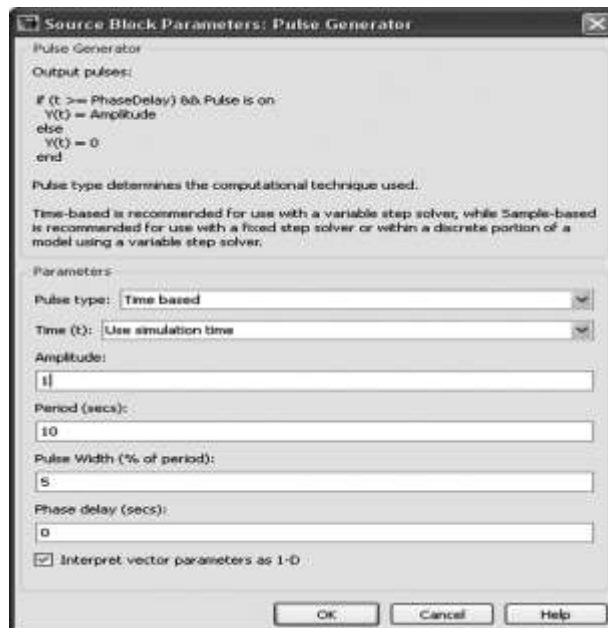 Source Block Parameters: Pulse Generator
Pulse Generator
Output pulses:
if (t >= PhaseDelay) && Pulse is on
Y(t) = Amplitude
else
Y(t) = 0
end
Pulse type determines the computational technique used.
Time-based is recommended for use with a variable step solver, while Sample-based
is recommended for use with a fixed step solver or within a discrete portion of a
model using a variable step solver.
Parameters
Pulse type: Time based
Time (t): Use simulation time
Amplitude:
1
Period (secs):
10
Pulse Width (% of period):
5
Phase delay (secs):
0
Interpret vector parameters as 1-D
OK Cancel Help